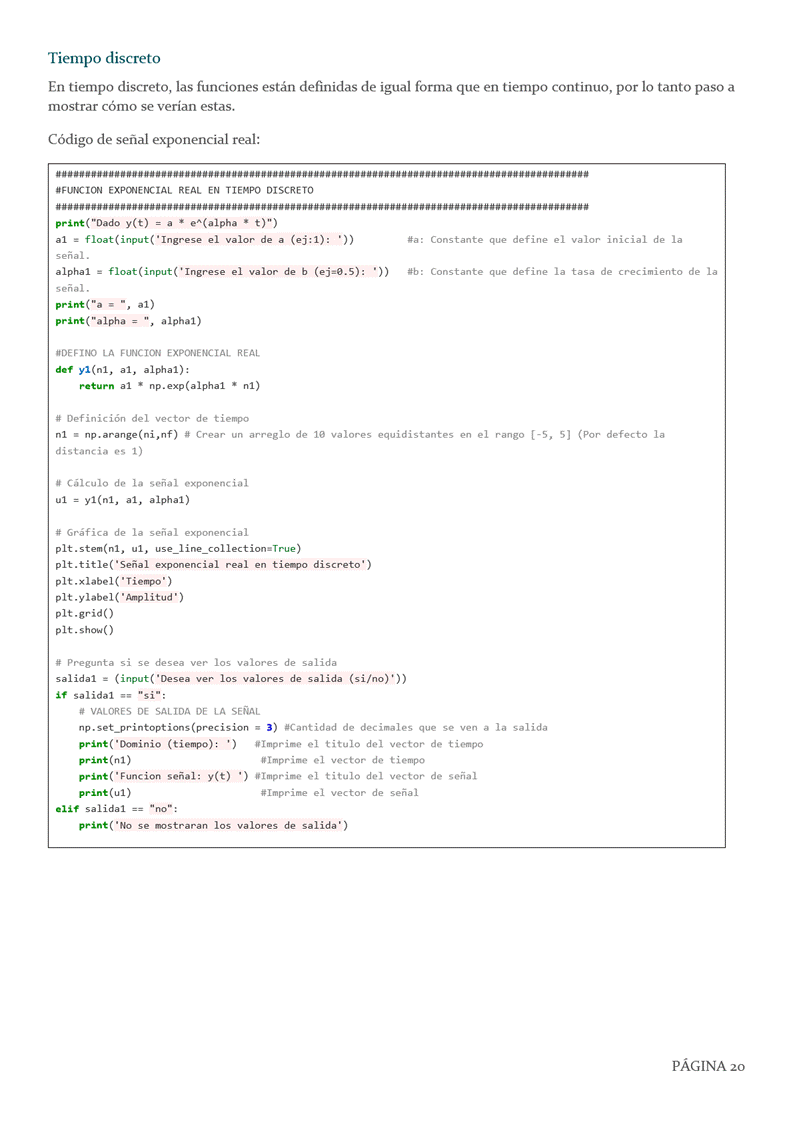 Tiempo discreto
En tiempo discreto, las funciones están definidas de igual forma que en tiempo continuo, por lo tanto paso a
mostrar cómo se verían estas.
Código de señal exponencial real:
###########################################################################################
#FUNCION EXPONENCIAL REAL EN TIEMPO DISCRETO
###########################################################################################
print("Dado y(t) = a * e^(alpha * t)")
a1 = float(input('Ingrese el valor de a (ej:1): '))         #a: Constante que define el valor inicial de la
señal.
alpha1 = float(input('Ingrese el valor de b (ej=0.5): '))   #b: Constante que define la tasa de crecimiento de la
señal.
print("a = ", a1)
print("alpha = ", alpha1)

#DEFINO LA FUNCION EXPONENCIAL REAL
def y1(n1, a1, alpha1):
    return a1 * np.exp(alpha1 * n1)

# Definición del vector de tiempo
n1 = np.arange(ni,nf) # Crear un arreglo de 10 valores equidistantes en el rango [-5, 5] (Por defecto la
distancia es 1)

# Cálculo de la señal exponencial
u1 = y1(n1, a1, alpha1)

# Gráfica de la señal exponencial
plt.stem(n1, u1, use_line_collection=True)
plt.title('Señal exponencial real en tiempo discreto')
plt.xlabel('Tiempo')
plt.ylabel('Amplitud')
plt.grid()
plt.show()

# Pregunta si se desea ver los valores de salida
salida1 = (input('Desea ver los valores de salida (si/no)'))
if salida1 == "si":
    # VALORES DE SALIDA DE LA SEÑAL
    np.set_printoptions(precision = 3) #Cantidad de decimales que se ven a la salida
    print('Dominio (tiempo): ')   #Imprime el titulo del vector de tiempo
    print(n1)                      #Imprime el vector de tiempo
    print('Funcion señal: y(t) ') #Imprime el titulo del vector de señal
    print(u1)                      #Imprime el vector de señal
elif salida1 == "no":
    print('No se mostraran los valores de salida')
PÁGINA 20